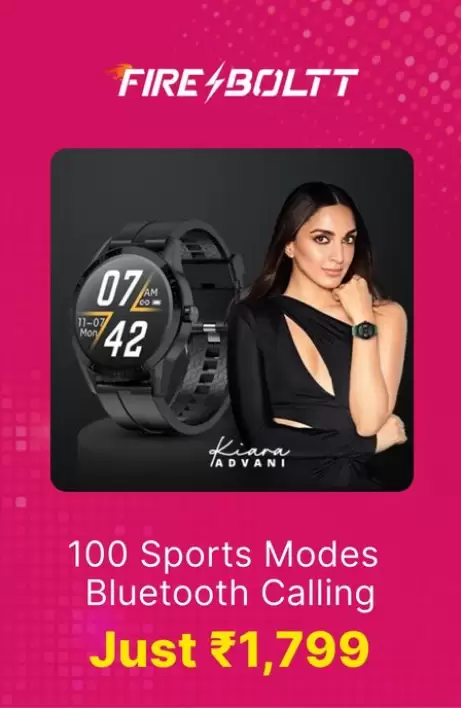 FIRE BOLTT
07
AM
11-07
Mon
42
Kiara
ADVANI
100 Sports Modes
Bluetooth Calling
Just ₹1,799